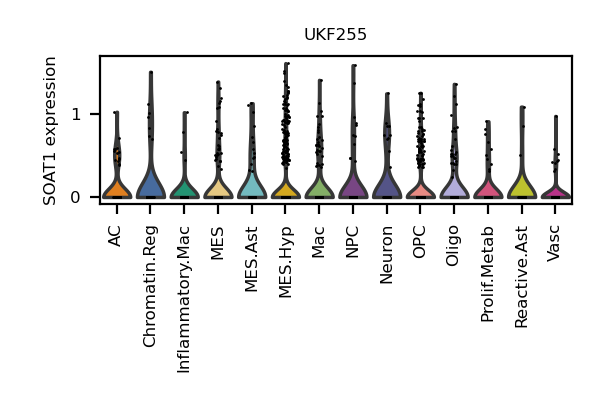 UKF255
SOAT1 expression
1
0
AC
Chromatin.Reg
Inflammatory.Mac
MES
MES.Ast
MES.Hyp
Mac
NPC
Neuron
OPC
Oligo
Prolif.Metab
Reactive.Ast
Vasc